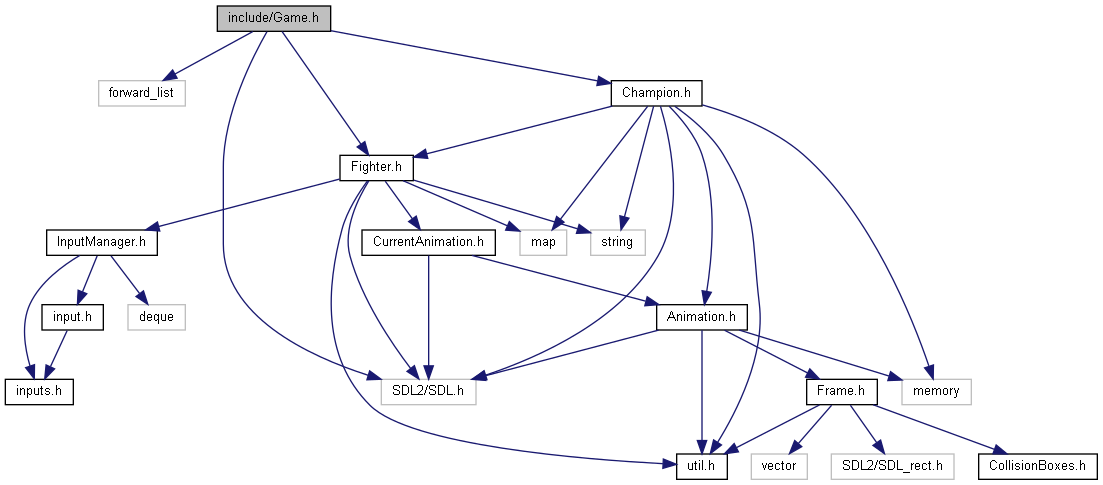 include/Game.h
forward_list
Champion.h
Fighter.h
InputManager.h
CurrentAnimation.h
map
string
input.h
deque
Animation.h
inputs.h
SDL2/SDL.h
Frame.h
memory
util.h
vector
SDL2/SDL_rect.h
CollisionBoxes.h